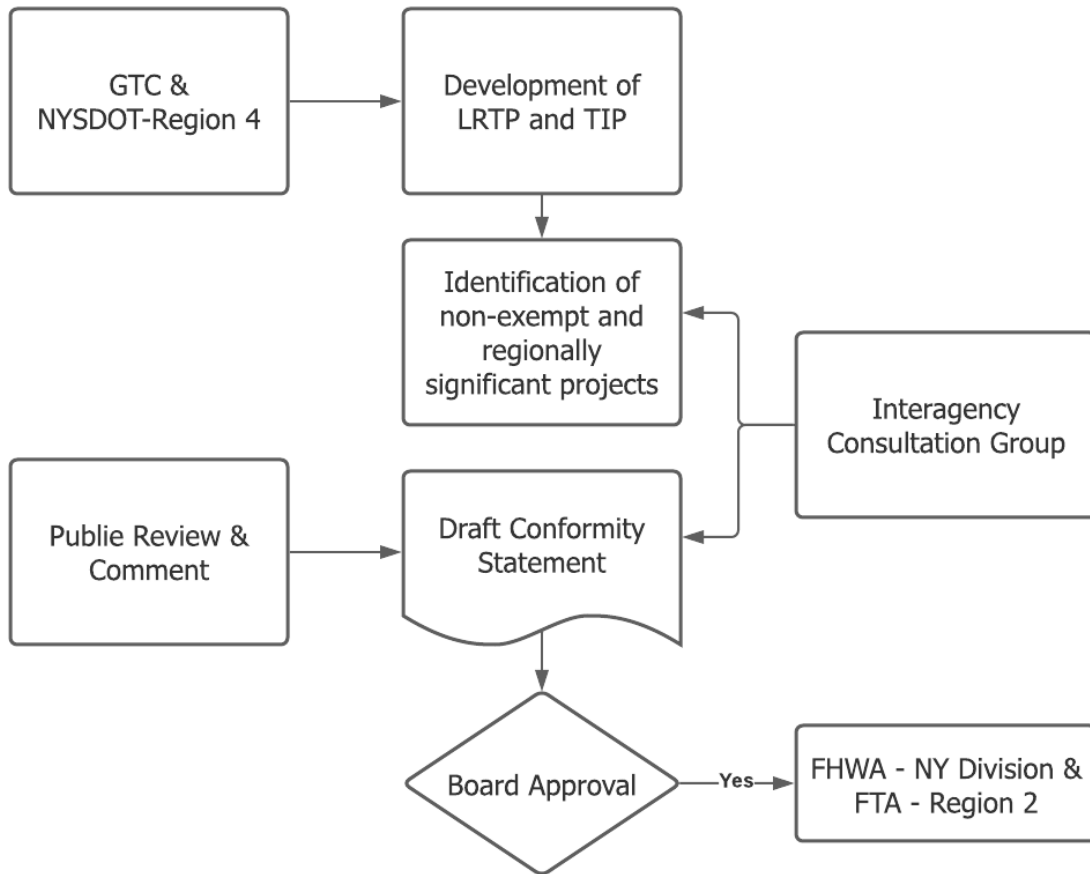 GTC &
NYSDOT-Region 4
Development of
LRTP and TIP
Identification of
non-exempt and
regionally
significant projects
Interagency
Consultation Group
Publie Review &
Comment
Draft Conformity
Statement
Board Approval
Yes
FHWA - NY Division &
FTA - Region 2